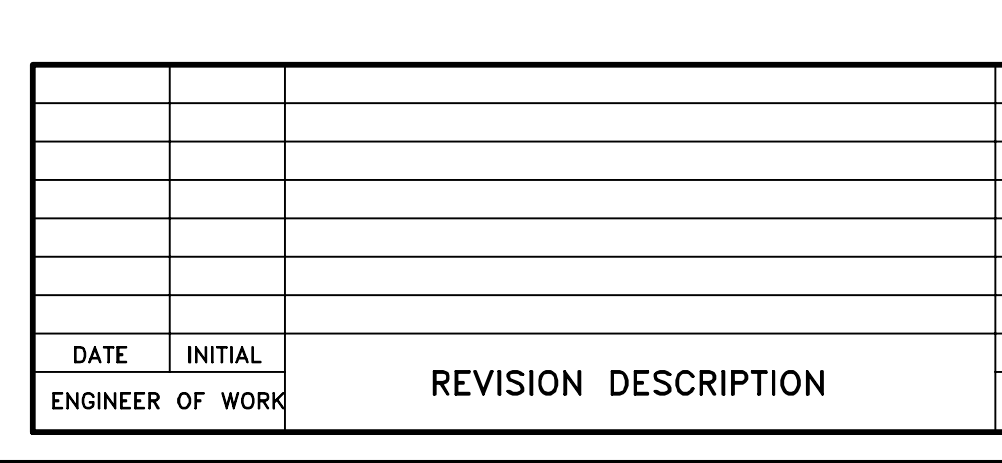 DATE INITIAL
REVISION DESCRIPTION
ENGINEER OF WORK